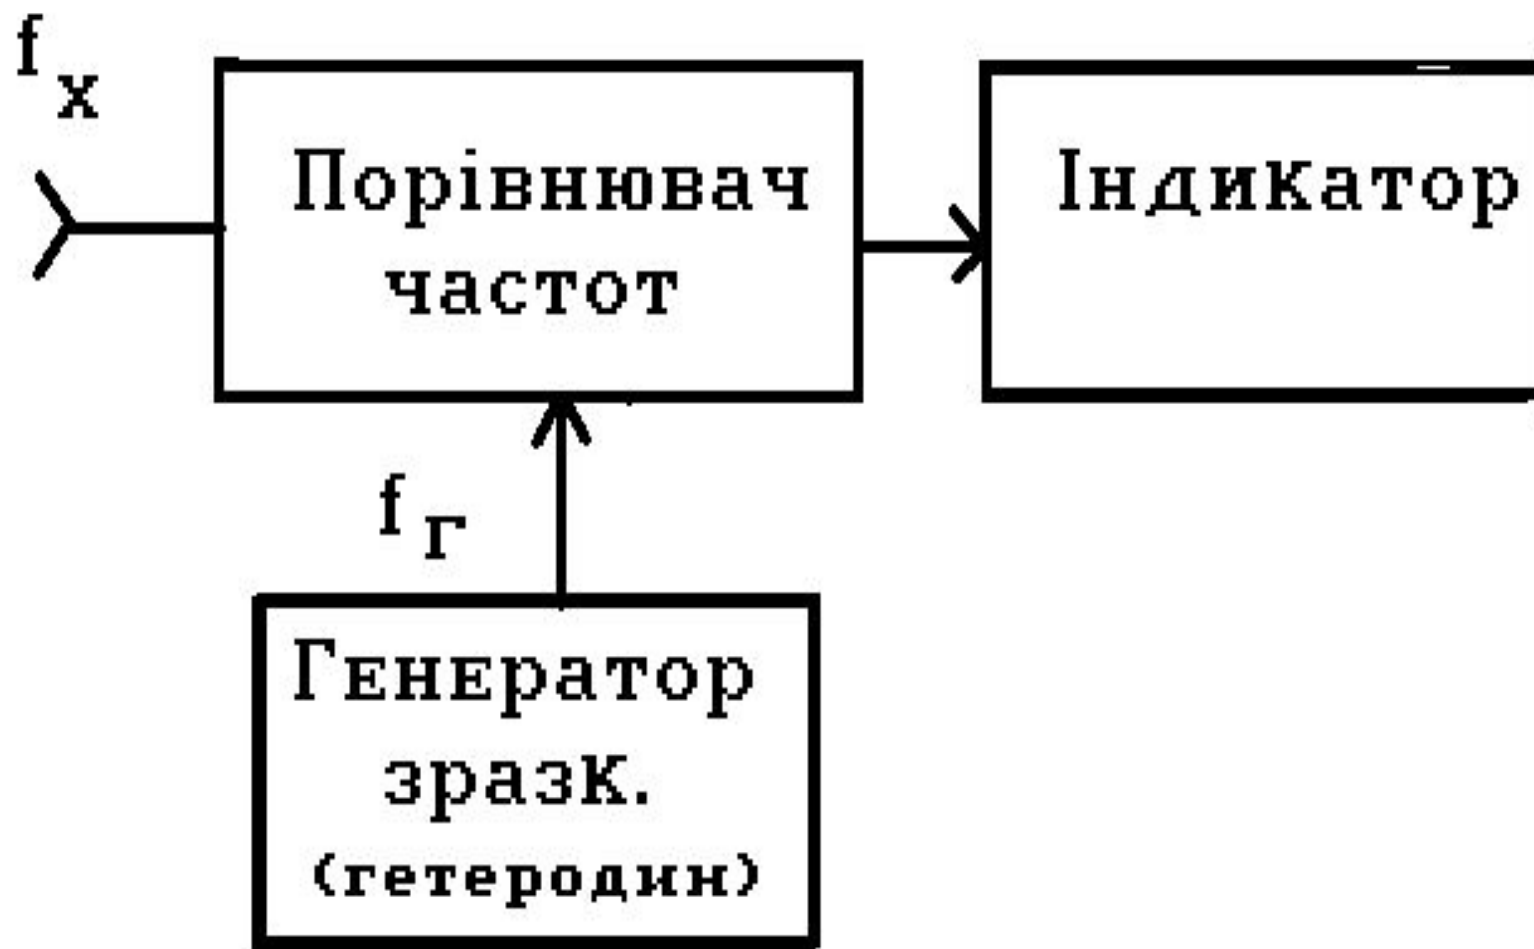 fx
Порівнювач
частот
Індикатор
fГ
Генератор
зразк.
(гетеродин)